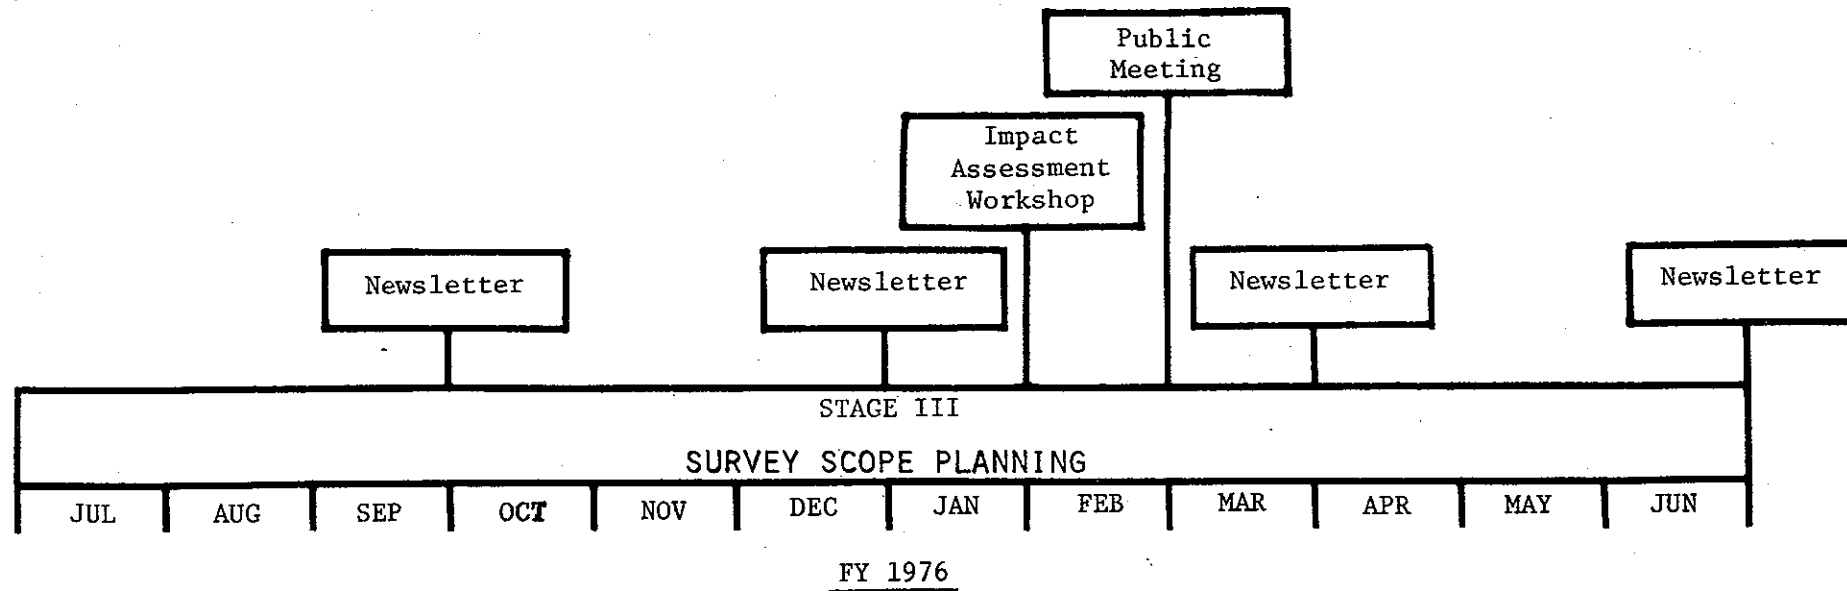 Public
Meeting
Impact
Assessment
Workshop
Newsletter
Newsletter
Newsletter
Newsletter
STAGE III
SURVEY SCOPE PLANNING
JUL AUG SEP OCT NOV DEC JAN FEB MAR APR MAY JUN
FY 1976